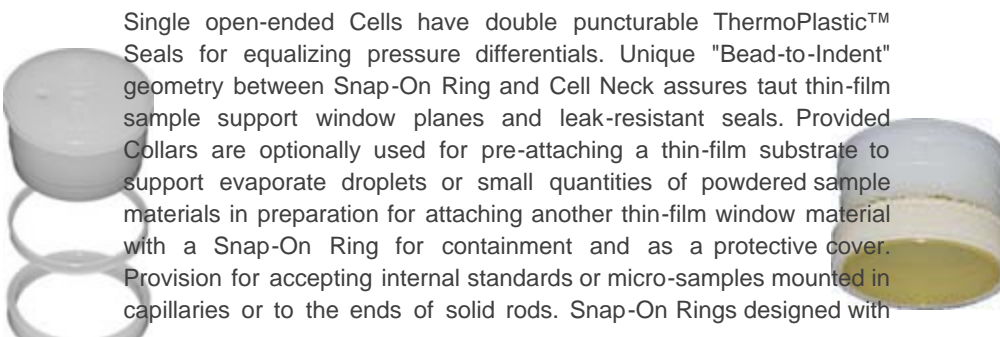 Single open-ended Cells have double puncturable ThermoPlastic™
Seals for equalizing pressure differentials. Unique "Bead-to-Indent"
geometry between Snap-On Ring and Cell Neck assures taut thin-film
sample support window planes and leak-resistant seals. Provided
Collars are optionally used for pre-attaching a thin-film substrate to
support evaporate droplets or small quantities of powdered sample
materials in preparation for attaching another thin-film window material
with a Snap-On Ring for containment and as a protective cover.
Provision for accepting internal standards or micro-samples mounted in
capillaries or to the ends of solid rods. Snap-On Rings designed with